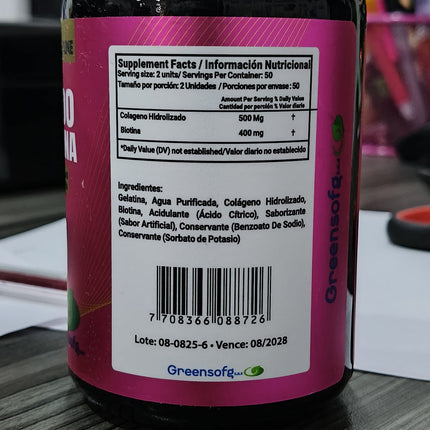 Supplement Facts / Información Nutricional
Serving size: 2 units/ Servings Per Container: 50
Tamaño por porción: 2 Unidades / Porciones por envase : 50
Amount Per Serving % Daily Value
Cantidad por porción % Valor diario
Colageno Hidrolizado 500 Mg †
Biotina 400 mg †
*Daily Value (DV) not established/Valor diario no establecido
Ingredientes:
Gelatina, Agua Purificada, Colágeno Hidrolizado,
Biotina, Acidulante (Ácido Cítrico), Saborizante
(Sabor Artificial), Conservante (Benzoato De Sodio),
Conservante (Sorbato de Potasio)
7 708366 088726
Lote: 08-0825-6 • Vence: 08/2028
Greensofg S.A.S
Greensofg S.A.S